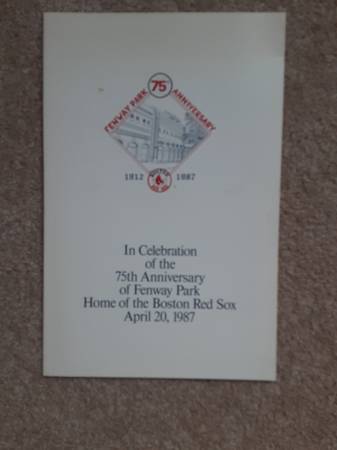 75
FENWAY PARK ANNIVERSARY
1912 1987
In Celebration
of the
75th Anniversary
of Fenway Park
Home of the Boston Red Sox
April 20, 1987